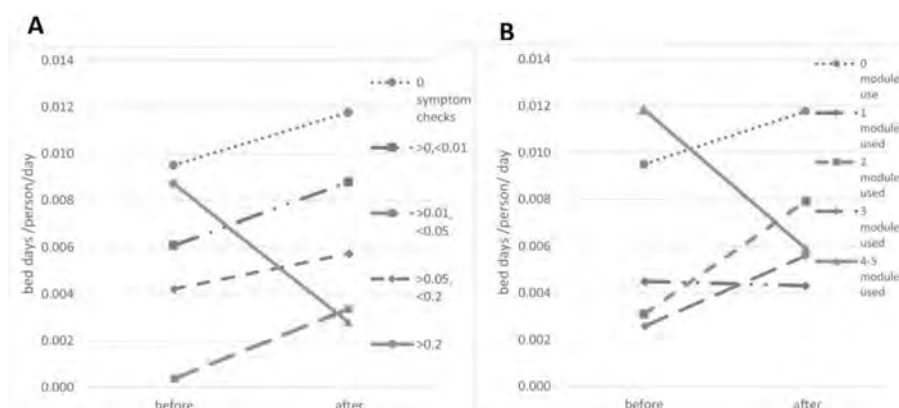 A
0.014
0.012
0.010
0.008
0.006
0.004
0.002
0.000
bed days /person/day
before
after
0
symptom
checks
>0,<0.01
>0.01,
<0.05,
>0.05,
<0.2
>0.2
B
0.014
0.012
0.010
0.008
0.006
0.004
0.002
0.000
bed days /person/ day
before
after
0
module
use
1
module
used
2
module
used
3
module
used
4-5
module
used